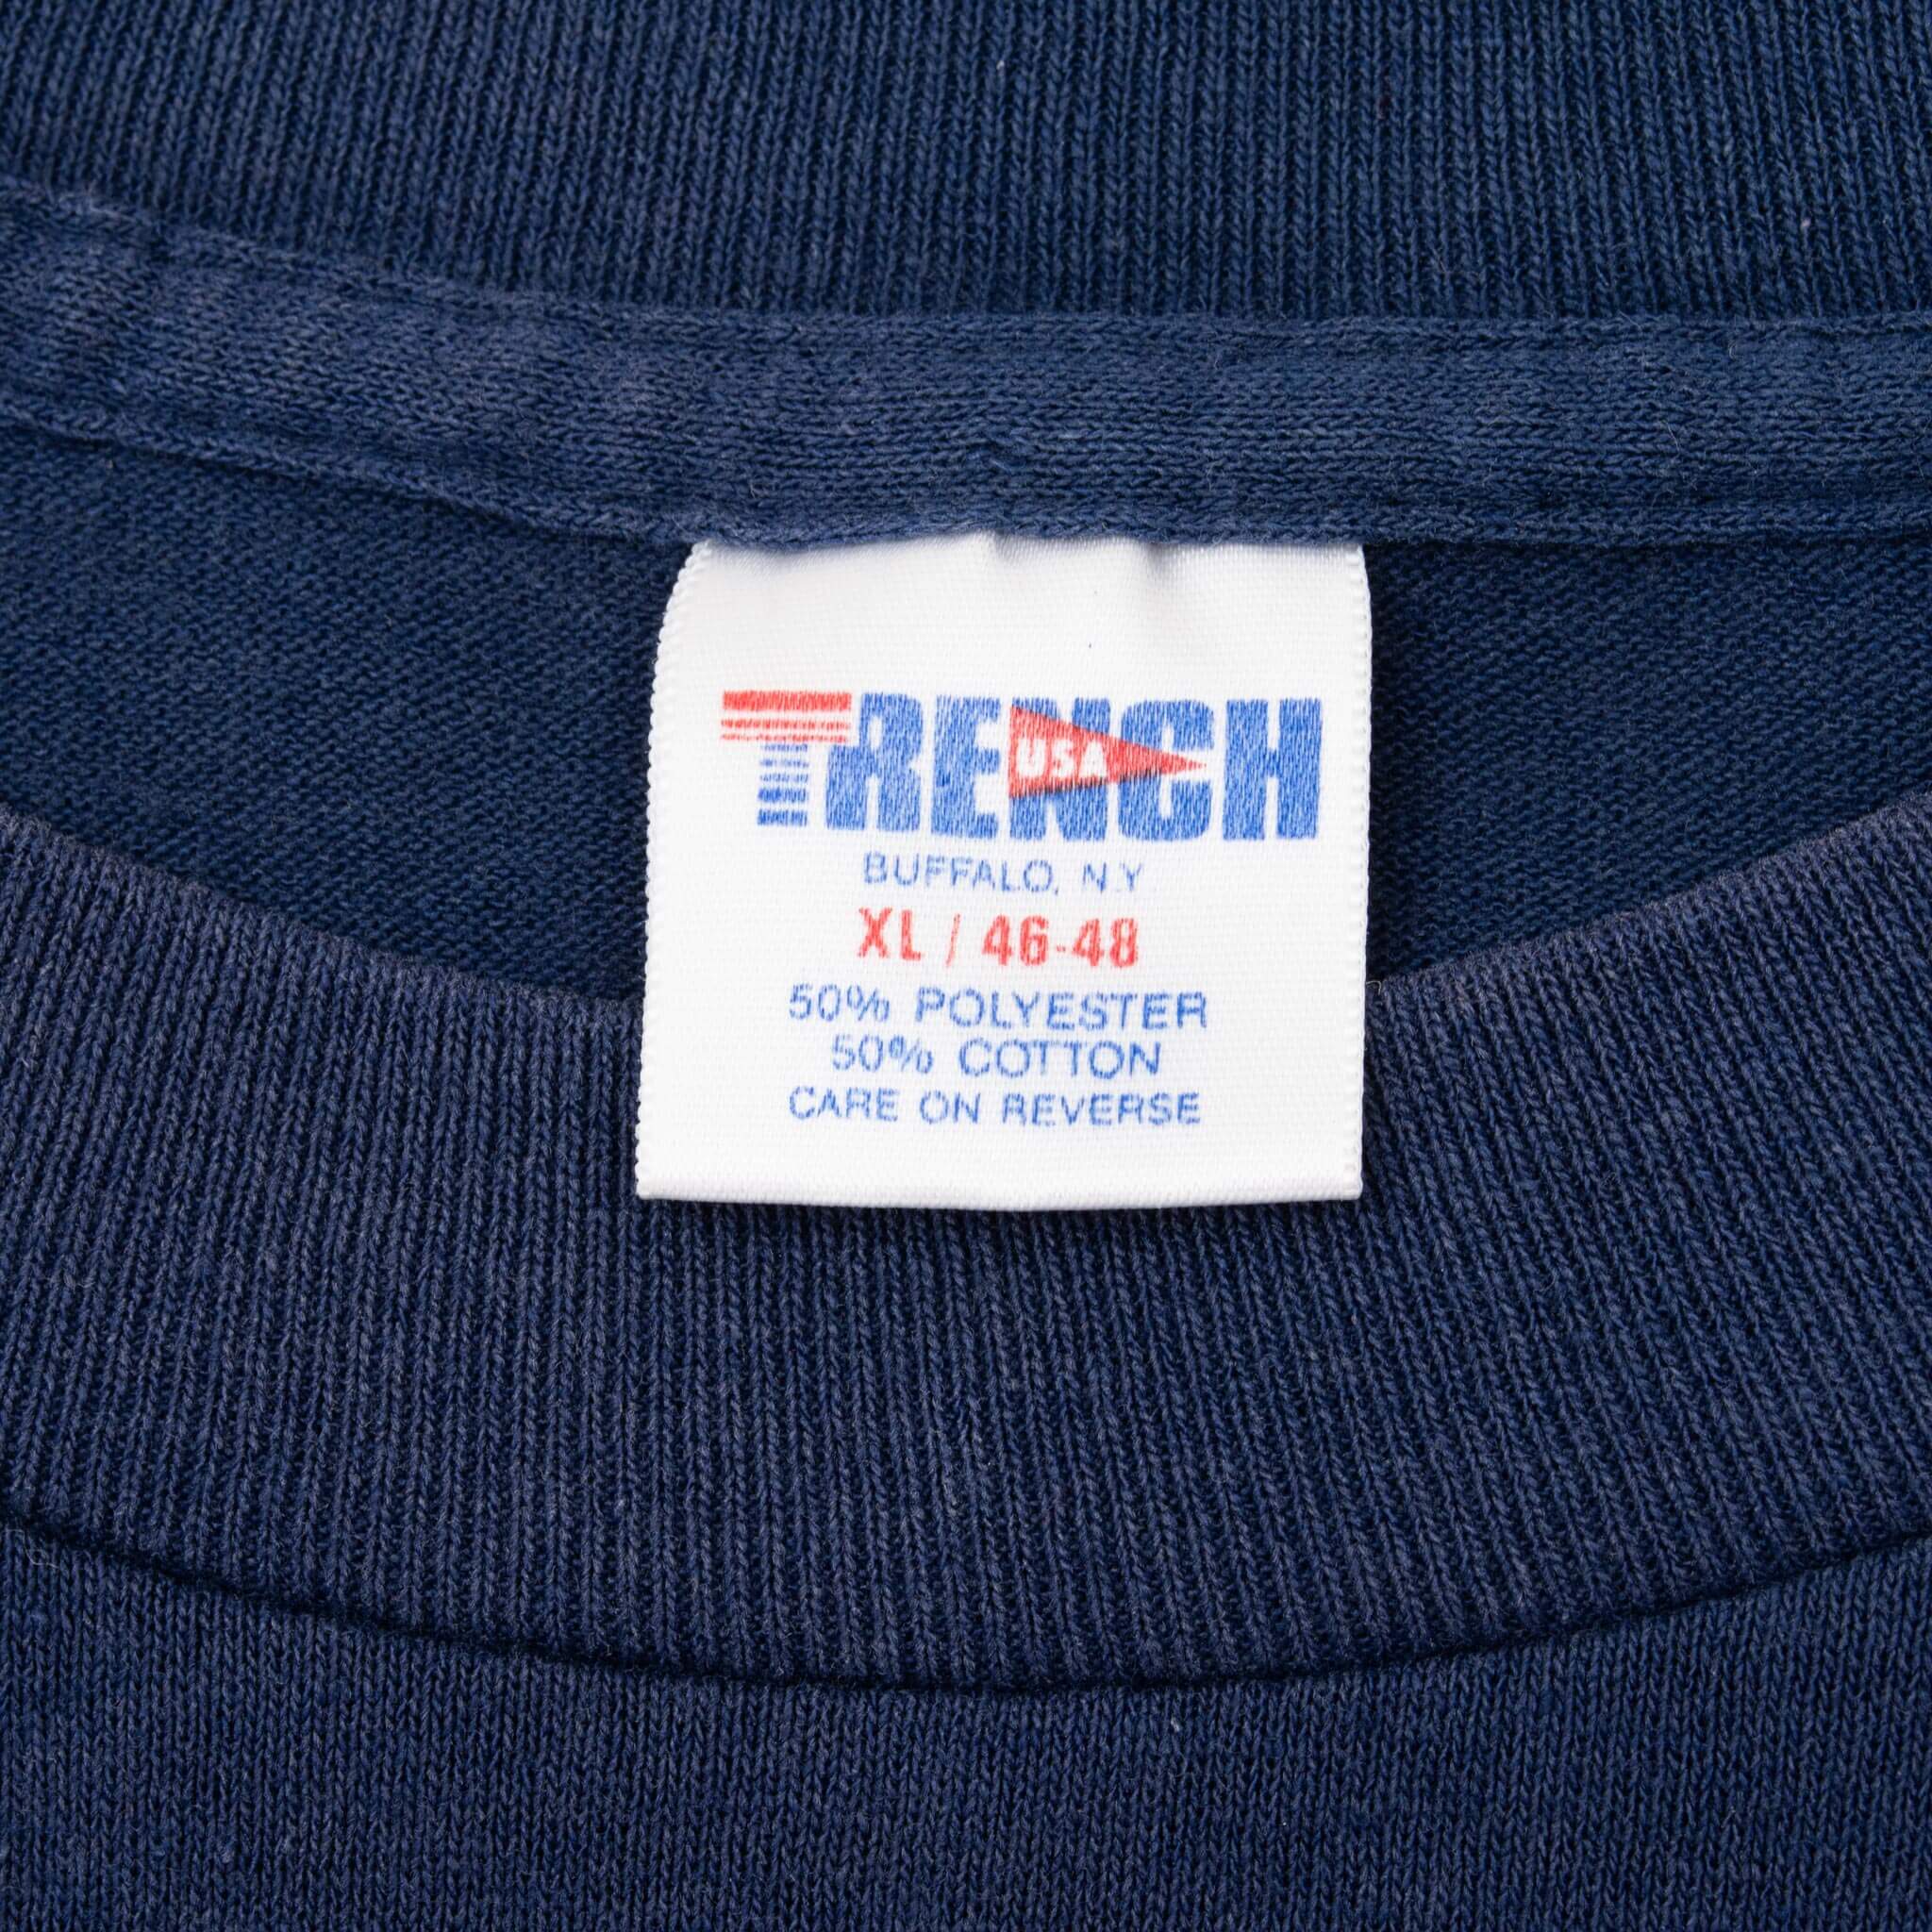 TRENCH
USA
BUFFALO, N.Y
XL / 46-48
50% POLYESTER
50% COTTON
CARE ON REVERSE